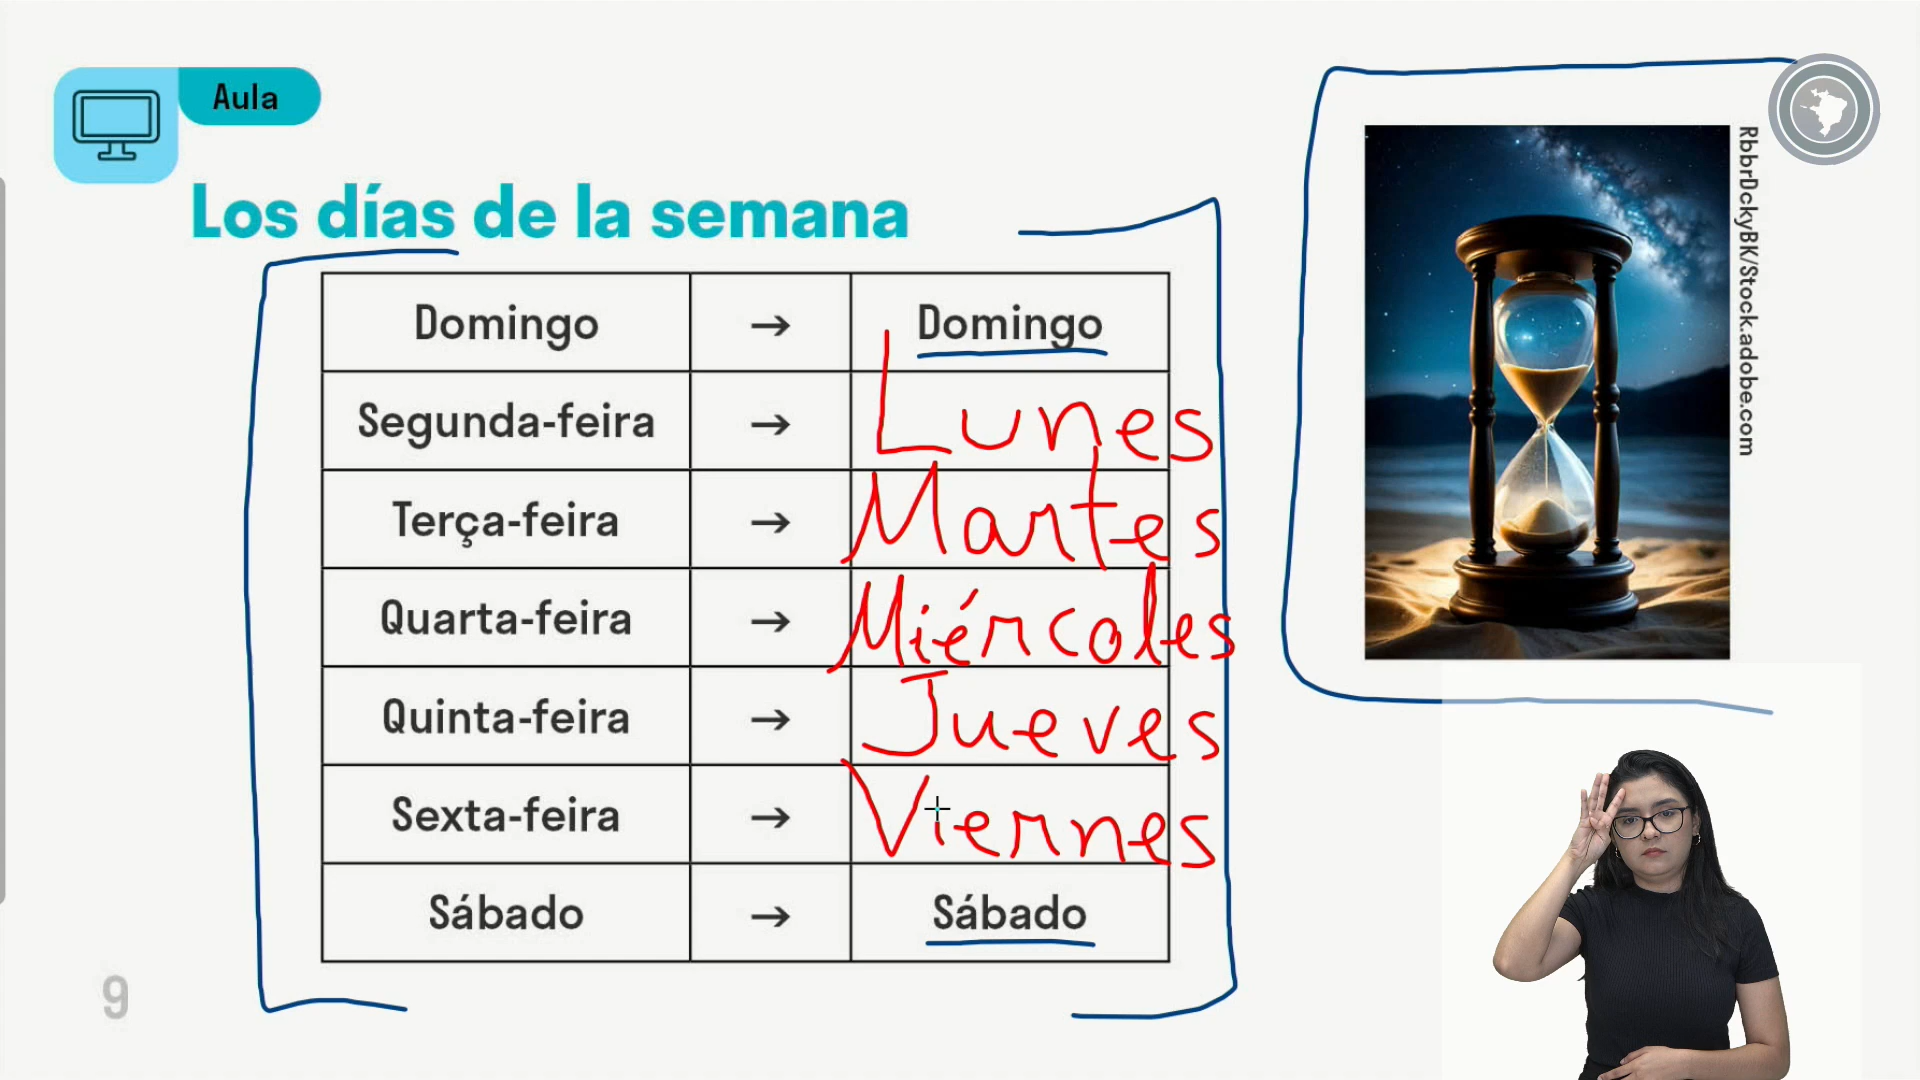 Aula
Los días de la semana
Domingo → Domingo
Segunda-feira → Lunes
Terça-feira → Martes
Quarta-feira → Miércoles
Quinta-feira → Jueves
Sexta-feira → Viernes
Sábado → Sábado
9
RbbrDckyBK/Stock.adobe.com